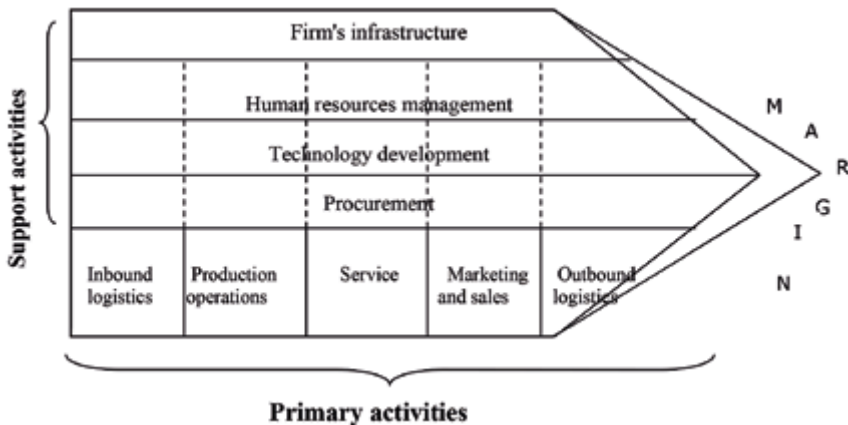 Firm's infrastructure
Human resources management
Technology development
Procurement
Support activities
Inbound
logistics
Production
operations
Service
Marketing
and sales
Outbound
logistics
Primary activities
M
A
R
G
I
N